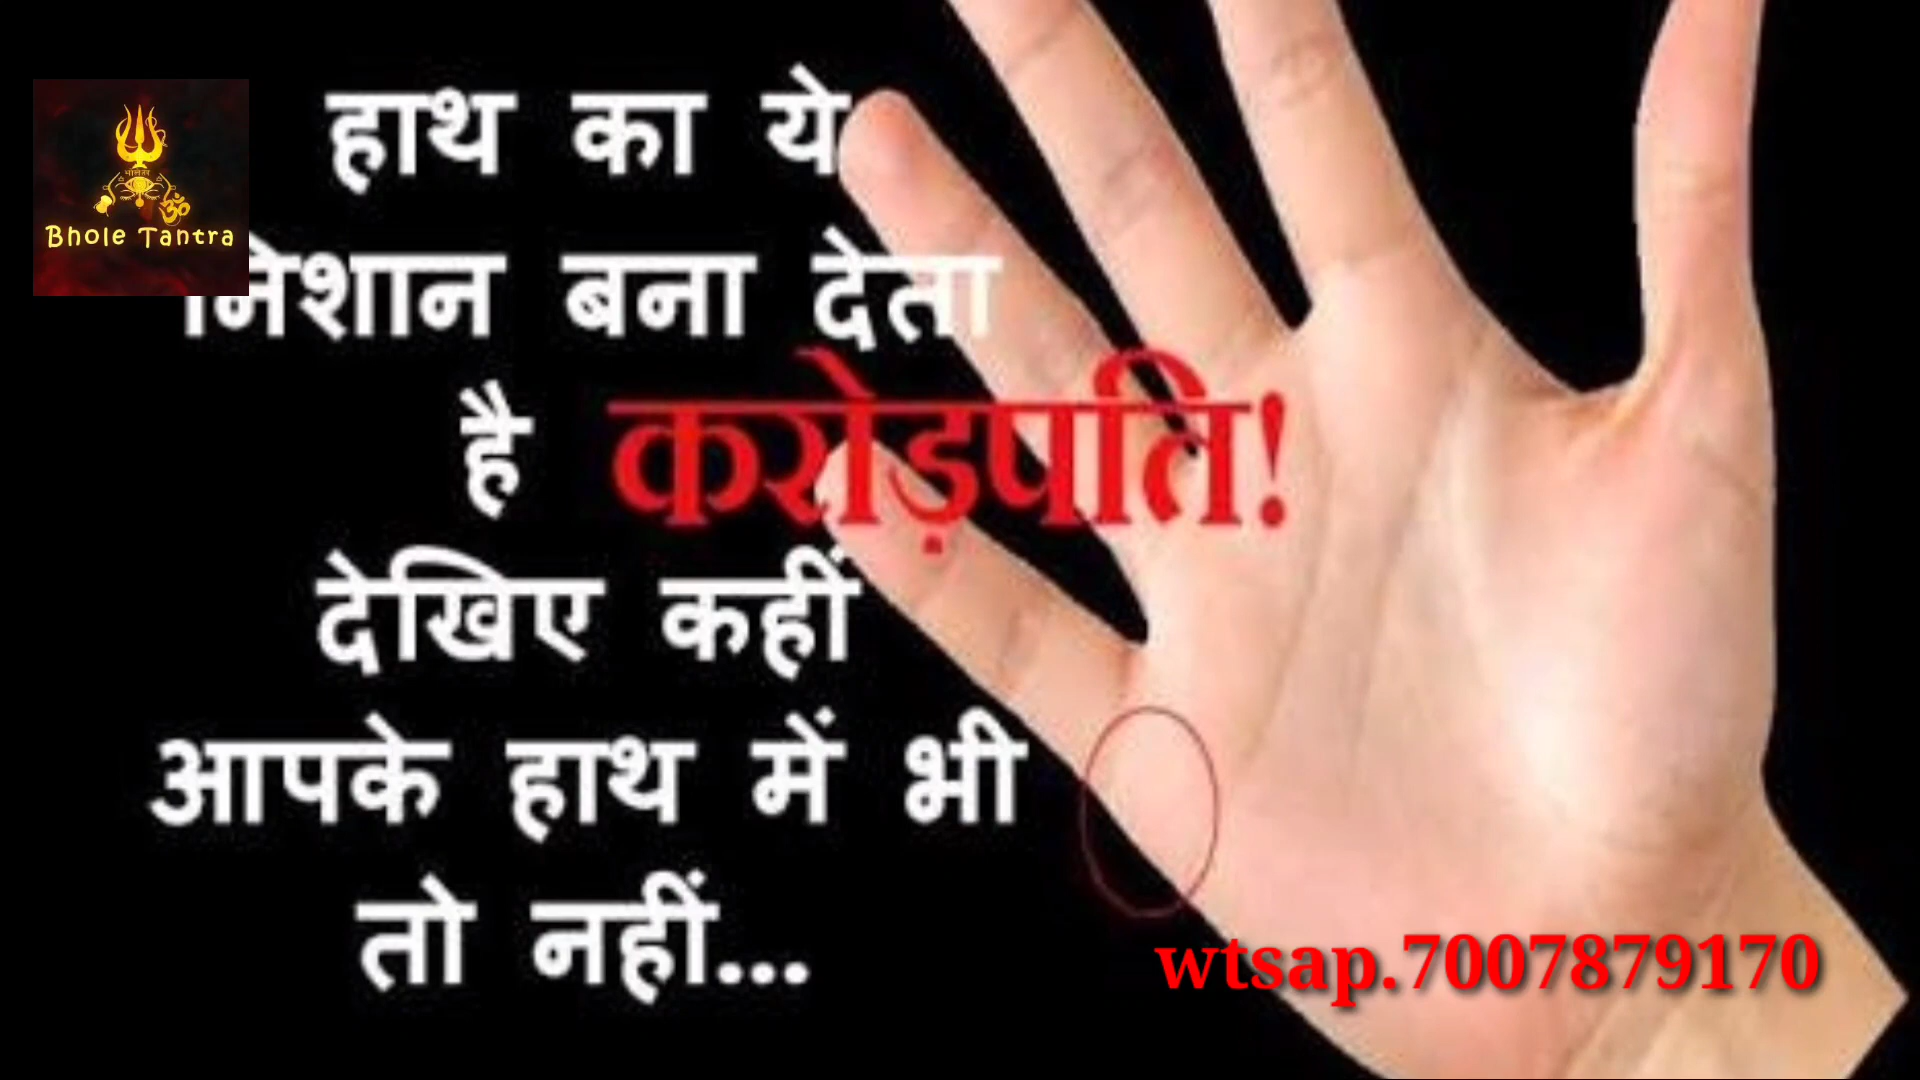 Bhole Tantra
हाथ का ये
निशान बना देता
है करोड़पति!
देखिए कहीं
आपके हाथ में भी
तो नहीं...
wtsap.7007879170